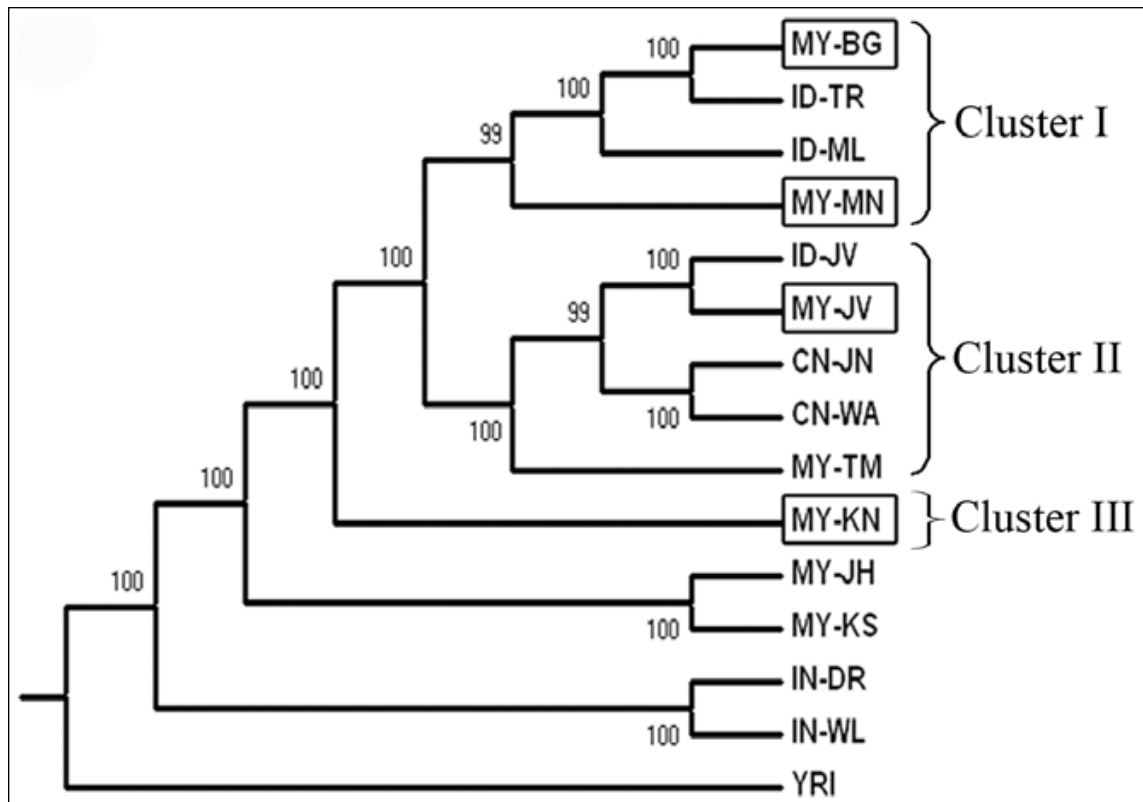 100
MY-BG
100
ID-TR
99
ID-ML
Cluster I
MY-MN
100
100
ID-JV
99
MY-JV
100
CN-JN
Cluster II
100
100
CN-WA
100
MY-TM
MY-KN
Cluster III
100
MY-JH
100
MY-KS
IN-DR
100
IN-WL
YRI